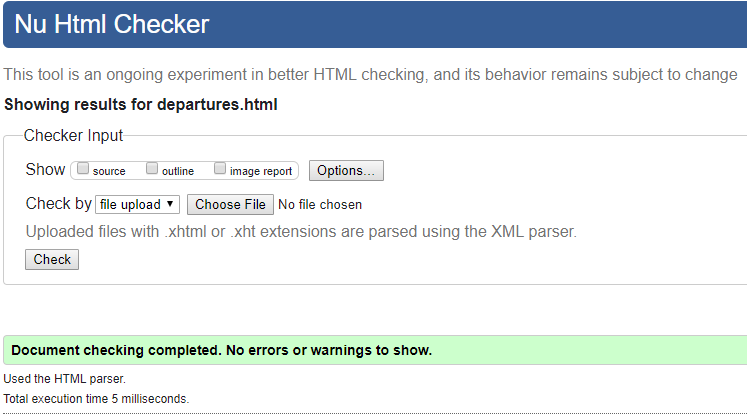 Nu Html Checker
This tool is an ongoing experiment in better HTML checking, and its behavior remains subject to change
Showing results for departures.html
Checker Input
Show source outline image report Options...
Check by file upload Choose File No file chosen
Uploaded files with .xhtml or .xht extensions are parsed using the XML parser.
Check
Document checking completed. No errors or warnings to show.
Used the HTML parser.
Total execution time 5 milliseconds.